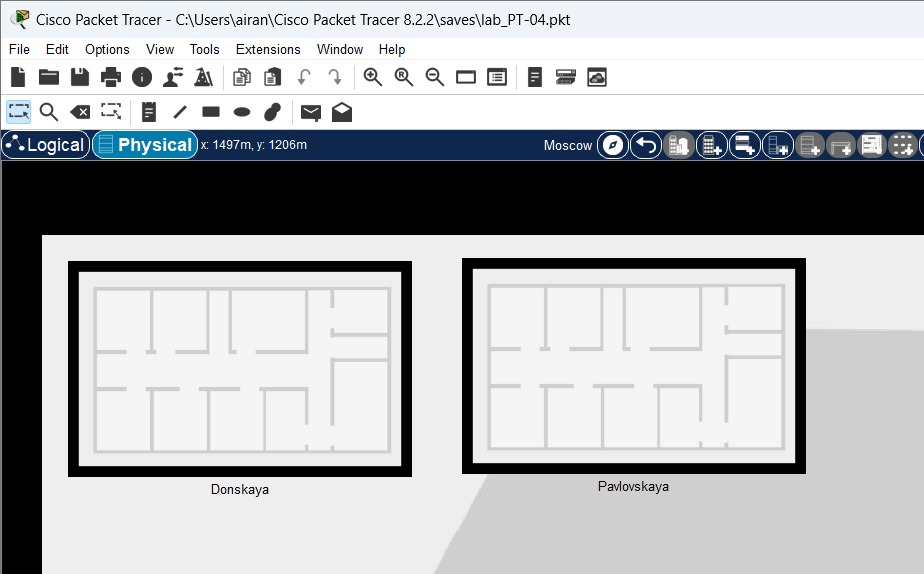 Cisco Packet Tracer - C:\Users\airan\Cisco Packet Tracer 8.2.2\saves\lab_PT-04.pkt
File Edit Options View Tools Extensions Window Help
Logical Physical x: 1497m, y: 1206m Moscow
Donskaya
Pavlovskaya